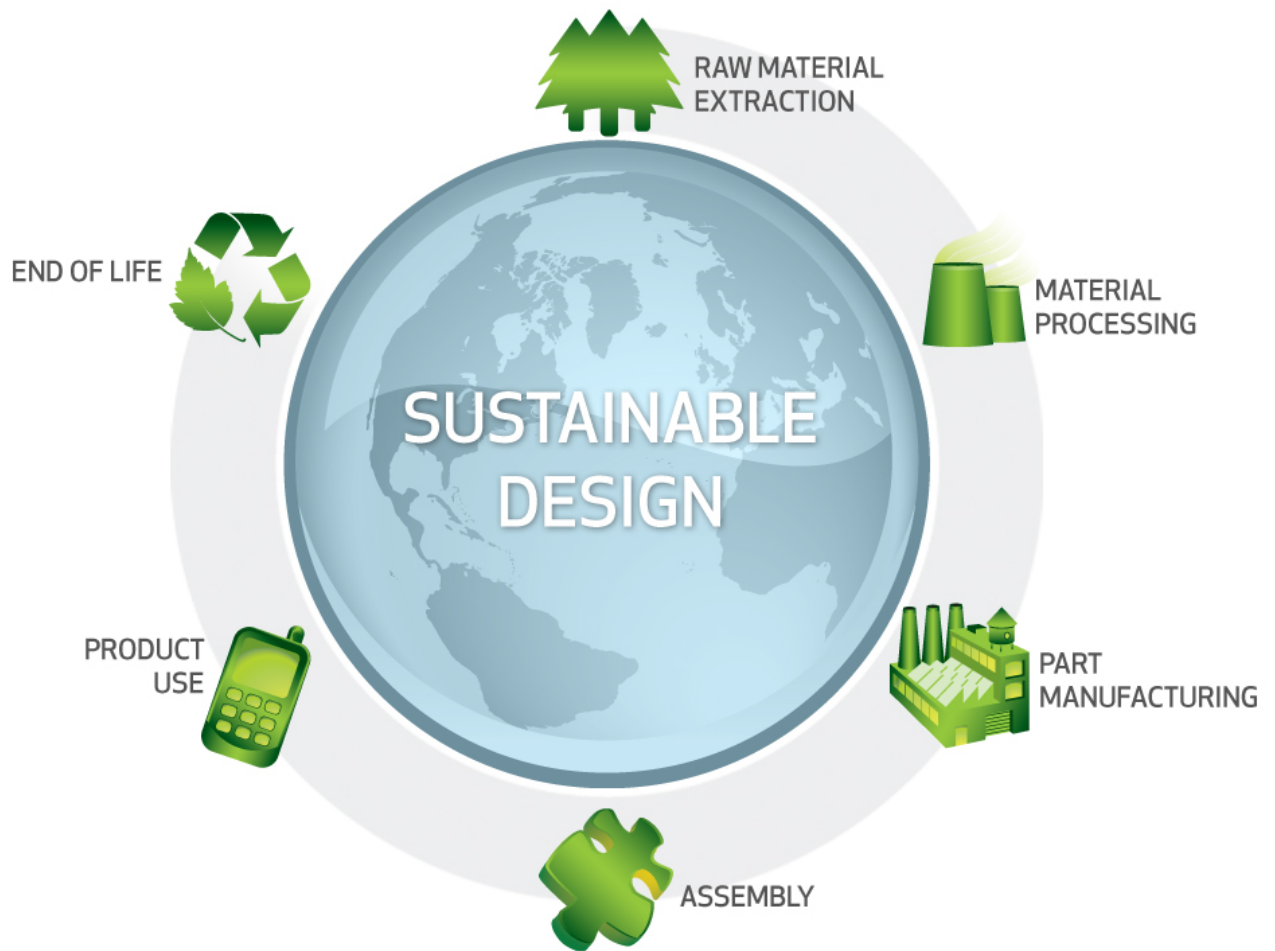 RAW MATERIAL
EXTRACTION
MATERIAL
PROCESSING
PART
MANUFACTURING
ASSEMBLY
PRODUCT
USE
END OF LIFE
SUSTAINABLE
DESIGN